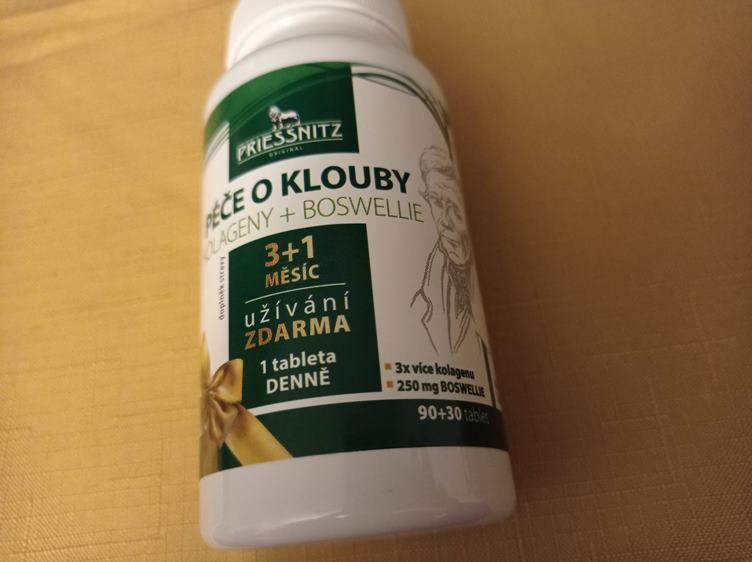 PRIESSNITZ
ORIGINAL
PÉČE O KLOUBY
KOLAGENY + BOSWELLIE
doplněk stravy
3+1
MĚSÍC
užívání
ZDARMA
1 tableta
DENNĚ
3x více kolagenu
250 mg BOSWELLIE
90+30 tablet